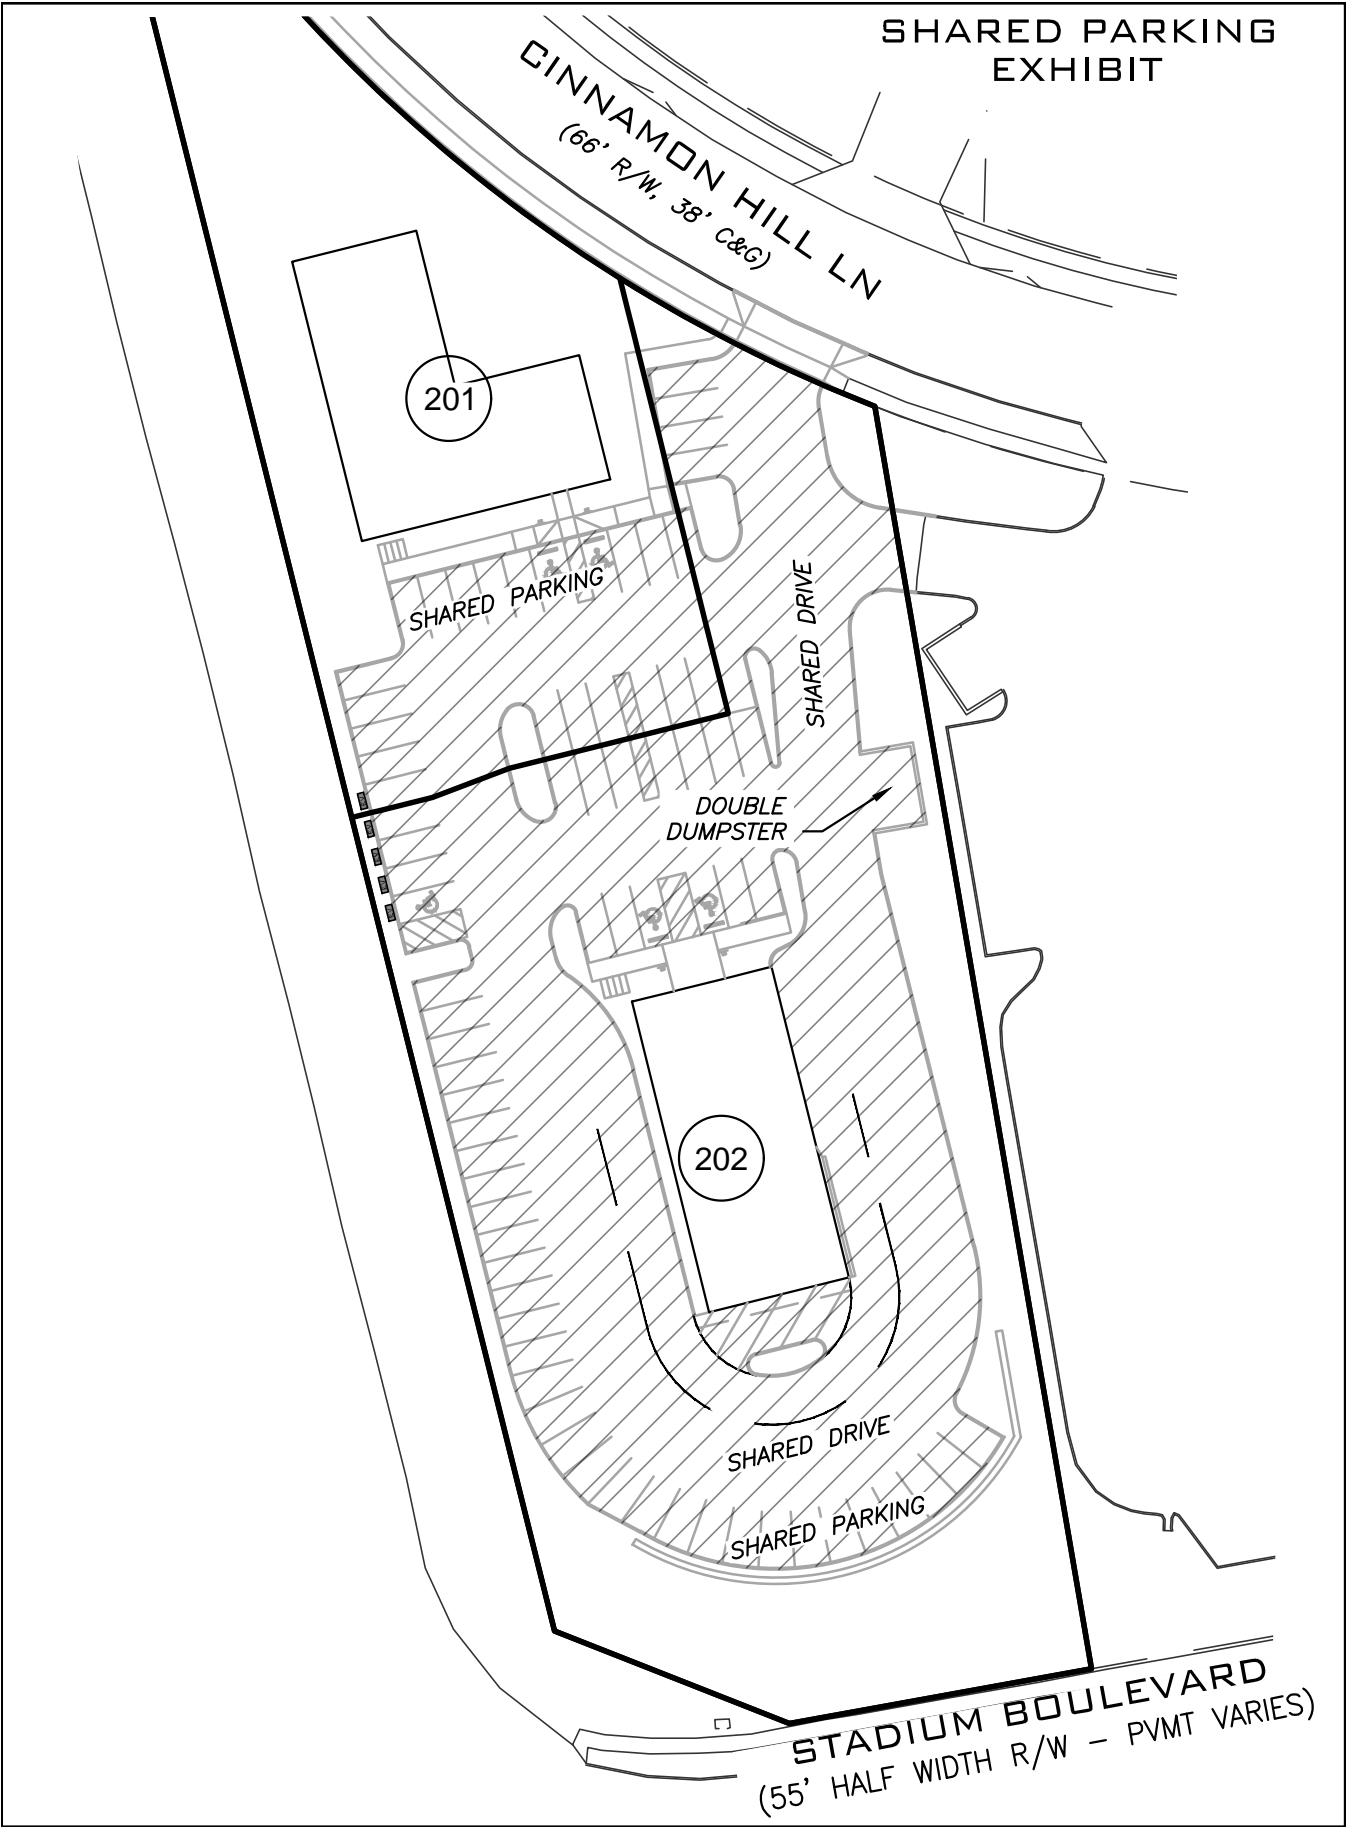 SHARED PARKING
EXHIBIT
CINNAMON HILL LN
(66' R/W, 38' C&G)
201
SHARED PARKING
SHARED DRIVE
DOUBLE
DUMPSTER
202
SHARED DRIVE
SHARED PARKING
STADIUM BOULEVARD
(55' HALF WIDTH R/W - PVMT VARIES)